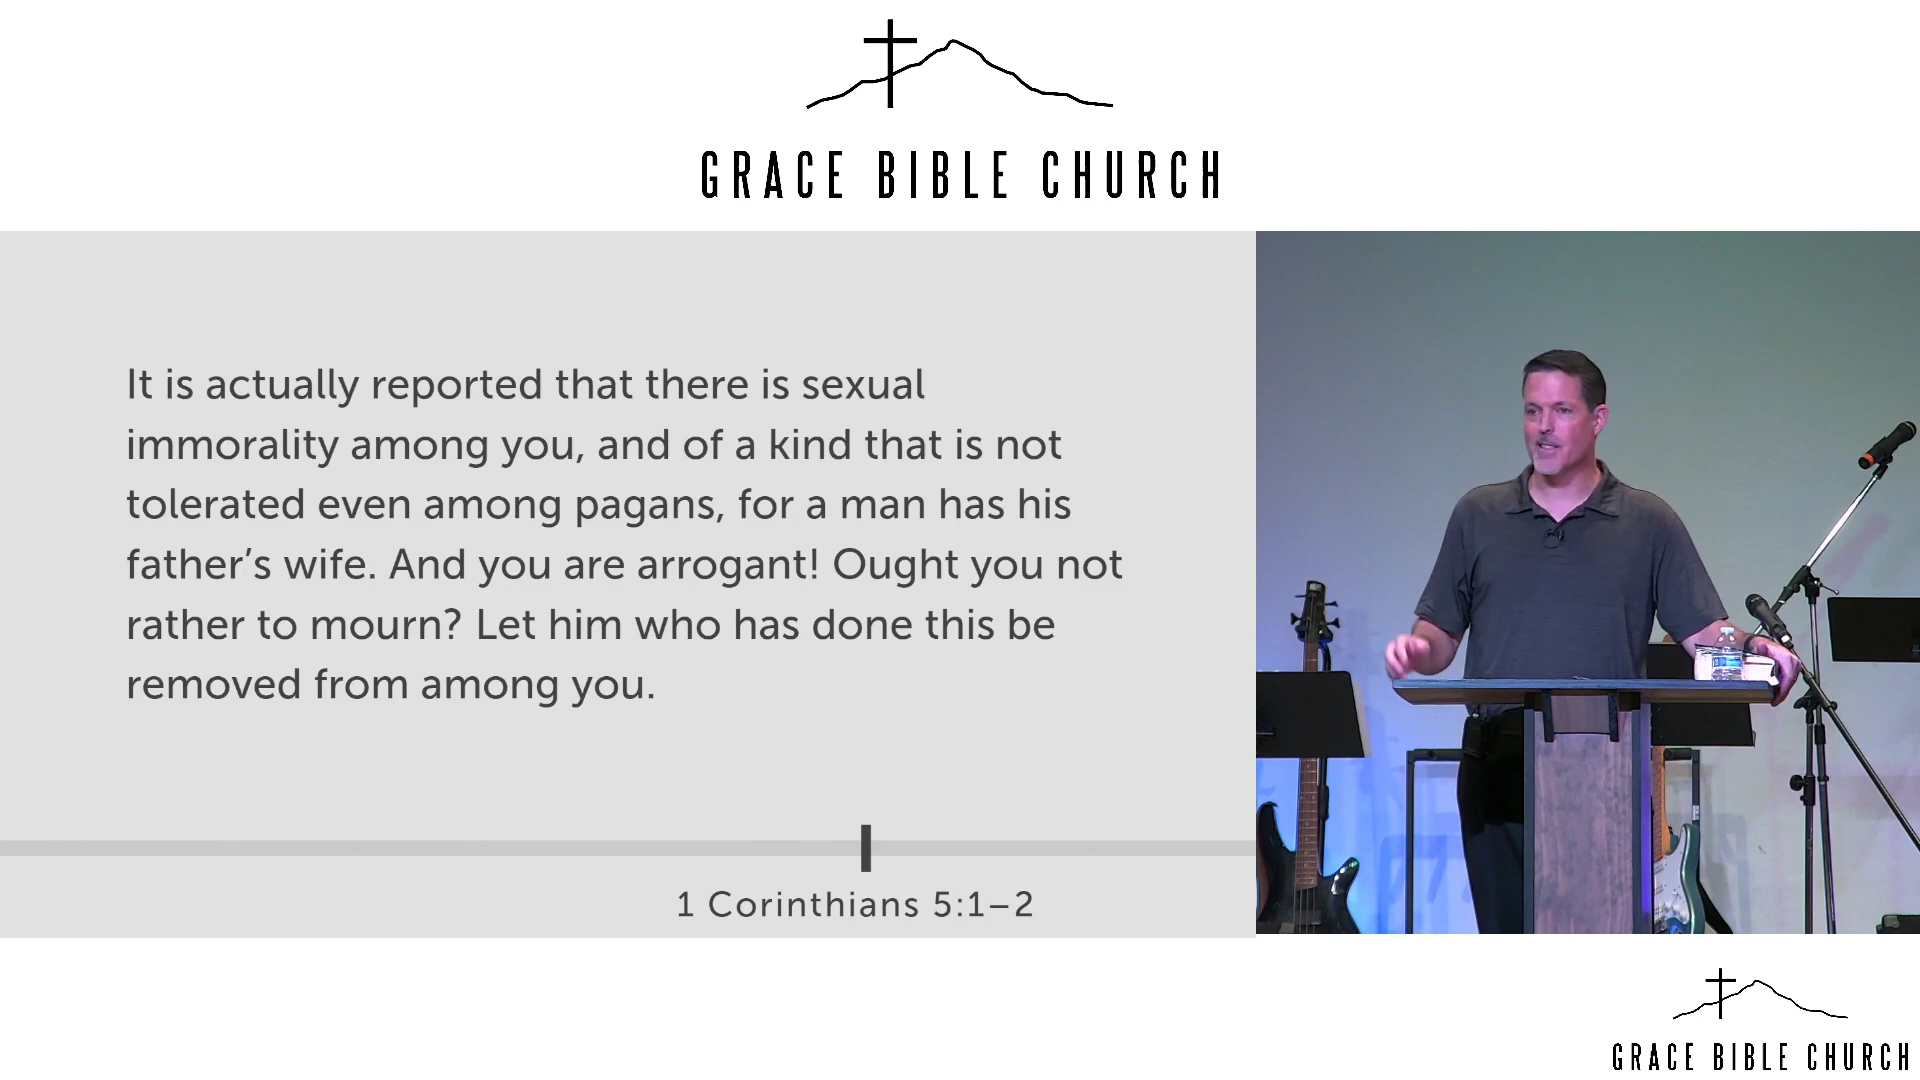 GRACE BIBLE CHURCH
It is actually reported that there is sexual
immorality among you, and of a kind that is not
tolerated even among pagans, for a man has his
father’s wife. And you are arrogant! Ought you not
rather to mourn? Let him who has done this be
removed from among you.
1 Corinthians 5:1–2
GRACE BIBLE CHURCH